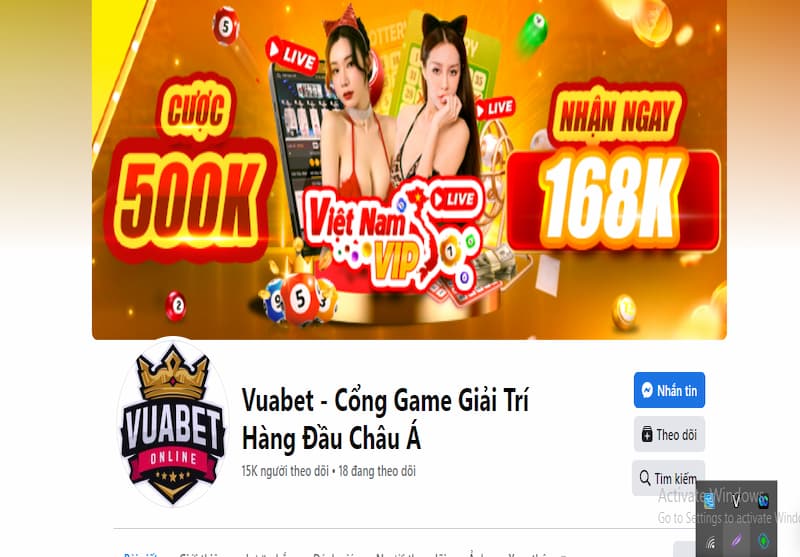 LIVE
LIVE
CƯỢC
500K
NHẬN NGAY
168K
LIVE
Việt Nam
VIP
VUABET
ONLINE
Vuabet - Cổng Game Giải Trí
Hàng Đầu Châu Á
15K người theo dõi • 18 đang theo dõi
Nhắn tin
Theo dõi
Tìm kiếm
Activate Windows
Go to Settings to activate Windo